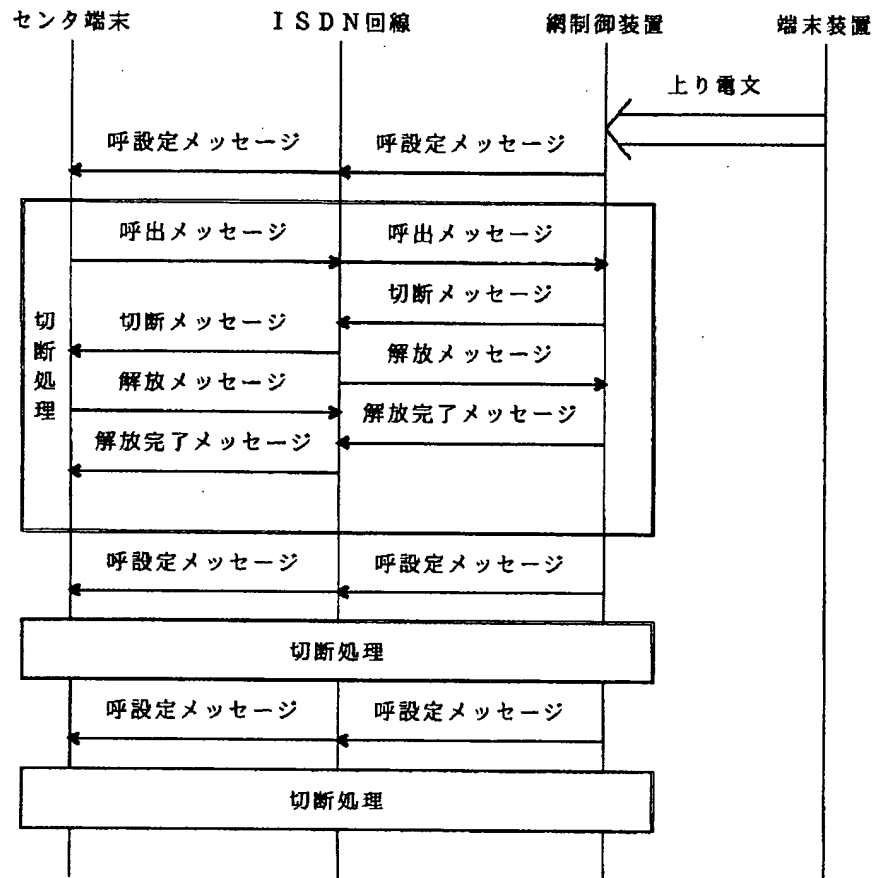 センタ端末
ＩＳＤＮ回線
網制御装置
端末装置
上り電文
呼設定メッセージ
呼設定メッセージ
呼出メッセージ
呼出メッセージ
切断メッセージ
切断処理
切断メッセージ
解放メッセージ
解放メッセージ
解放完了メッセージ
解放完了メッセージ
呼設定メッセージ
呼設定メッセージ
切断処理
呼設定メッセージ
呼設定メッセージ
切断処理